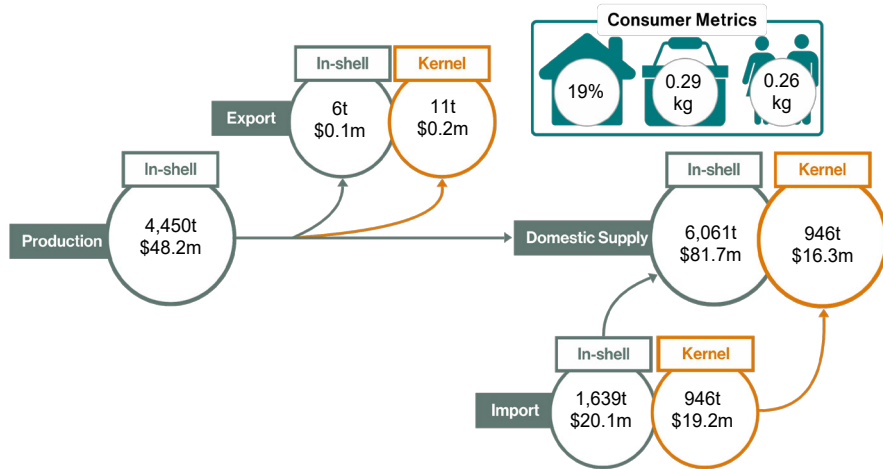 Consumer Metrics
19%
0.29
kg
0.26
kg
In-shell
Kernel
Export
6t
$0.1m
11t
$0.2m
In-shell
Production
4,450t
$48.2m
In-shell
Kernel
Domestic Supply
6,061t
$81.7m
946t
$16.3m
In-shell
Kernel
Import
1,639t
$20.1m
946t
$19.2m